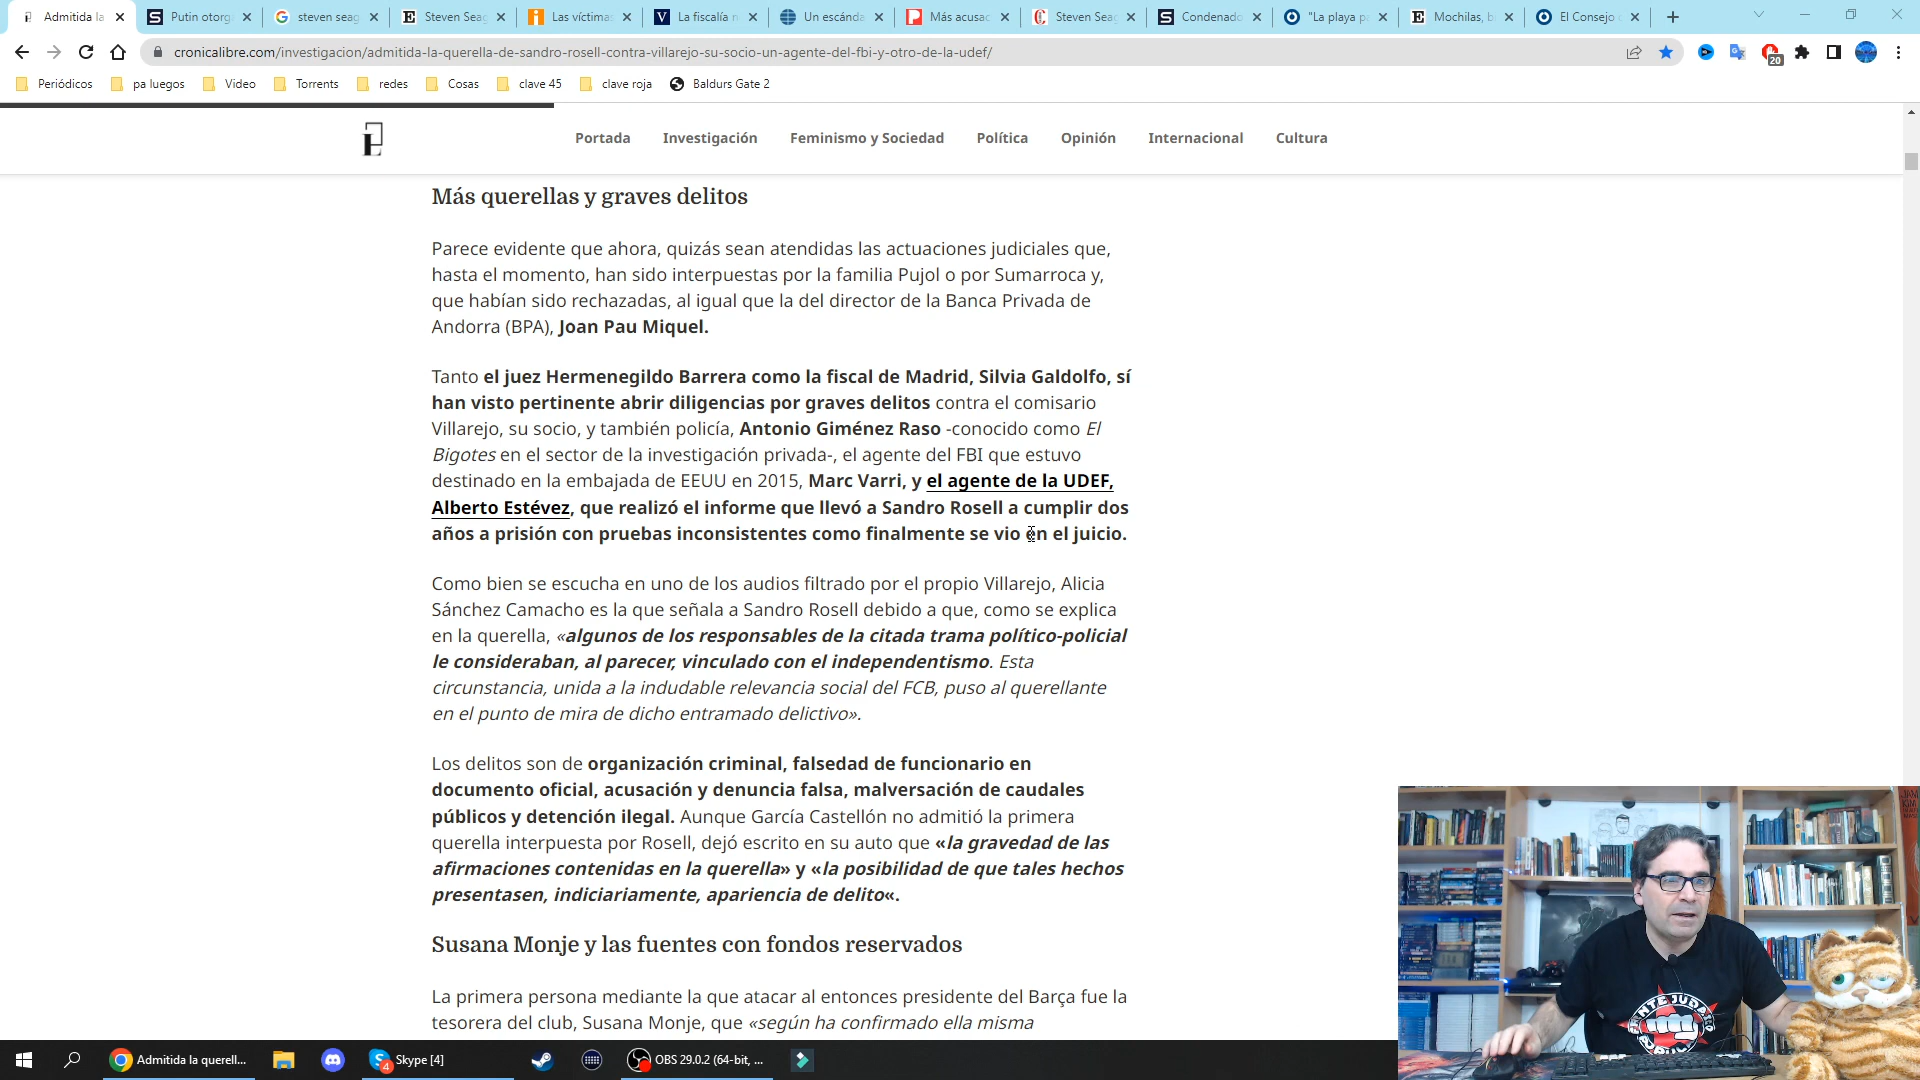 Admitida la
Putin otorg
steven seag
Steven Seag
Las víctima
La fiscalía
Un escánda
Más acusac
Steven Seag
Condenado
"La playa pa
Mochilas, b
El Consejo
cronicalibre.com/investigacion/admitida-la-querella-de-sandro-rosell-contra-villarejo-su-socio-un-agente-del-fbi-y-otro-de-la-udef/
20
Periódicos
pa luegos
Video
Torrents
redes
Cosas
clave 45
clave roja
Baldurs Gate 2
Portada
Investigación
Feminismo y Sociedad
Política
Opinión
Internacional
Cultura
Más querellas y graves delitos
Parece evidente que ahora, quizás sean atendidas las actuaciones judiciales que,
hasta el momento, han sido interpuestas por la familia Pujol o por Sumarroca y,
que habían sido rechazadas, al igual que la del director de la Banca Privada de
Andorra (BPA), Joan Pau Miquel.
Tanto el juez Hermenegildo Barrera como la fiscal de Madrid, Silvia Galdolfo, sí
han visto pertinente abrir diligencias por graves delitos contra el comisario
Villarejo, su socio, y también policía, Antonio Giménez Raso -conocido como El
Bigotes en el sector de la investigación privada-, el agente del FBI que estuvo
destinado en la embajada de EEUU en 2015, Marc Varri, y el agente de la UDEF,
Alberto Estévez, que realizó el informe que llevó a Sandro Rosell a cumplir dos
años a prisión con pruebas inconsistentes como finalmente se vio en el juicio.
Como bien se escucha en uno de los audios filtrado por el propio Villarejo, Alicia
Sánchez Camacho es la que señala a Sandro Rosell debido a que, como se explica
en la querella, «algunos de los responsables de la citada trama político-policial
le consideraban, al parecer, vinculado con el independentismo. Esta
circunstancia, unida a la indudable relevancia social del FCB, puso al querellante
en el punto de mira de dicho entramado delictivo».
Los delitos son de organización criminal, falsedad de funcionario en
documento oficial, acusación y denuncia falsa, malversación de caudales
públicos y detención ilegal. Aunque García Castellón no admitió la primera
querella interpuesta por Rosell, dejó escrito en su auto que «la gravedad de las
afirmaciones contenidas en la querella» y «la posibilidad de que tales hechos
presentasen, indiciariamente, apariencia de delito«.
Susana Monje y las fuentes con fondos reservados
La primera persona mediante la que atacar al entonces presidente del Barça fue la
tesorera del club, Susana Monje, que «según ha confirmado ella misma
Admitida la querell...
4
Skype [4]
OBS 29.0.2 (64-bit, ...